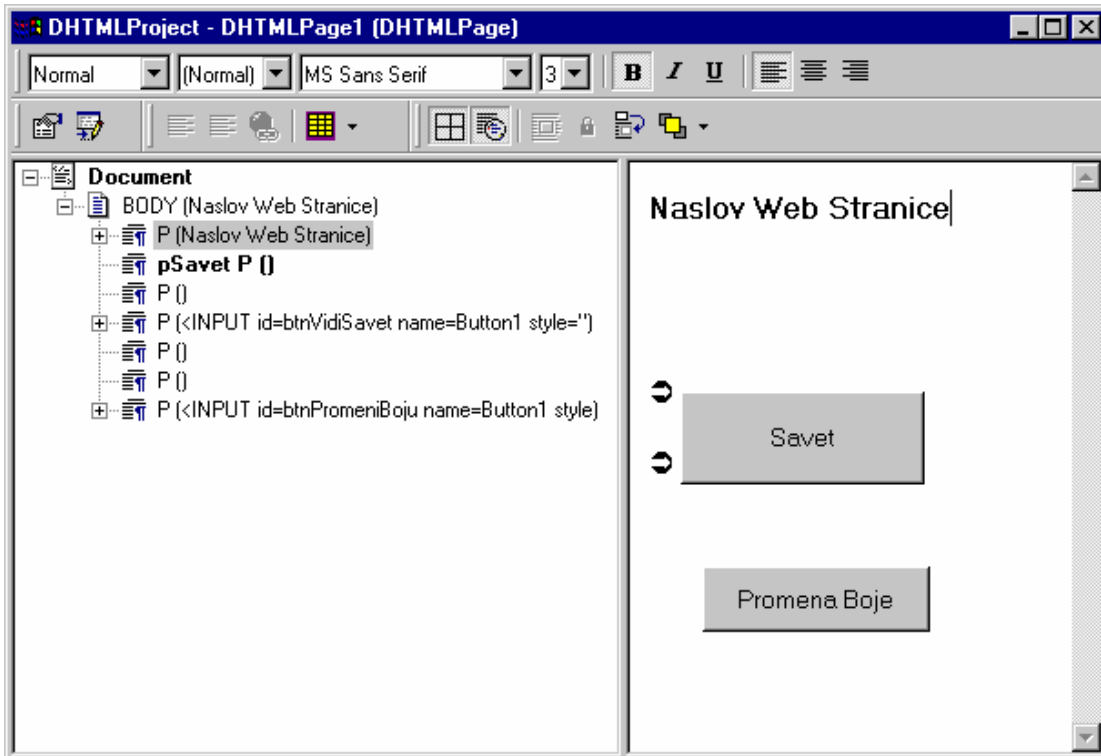 DHTMLProject - DHTMLPage1 (DHTMLPage)
Normal (Normal) MS Sans Serif 3 B I U
Document
BODY (Naslov Web Stranice)
P (Naslov Web Stranice)
pSavet P ()
P ()
P (<INPUT id=btnVidiSavet name=Button1 style=")
P ()
P ()
P (<INPUT id=btnPromeniBoju name=Button1 style)
Naslov Web Stranice
Savet
Promena Boje